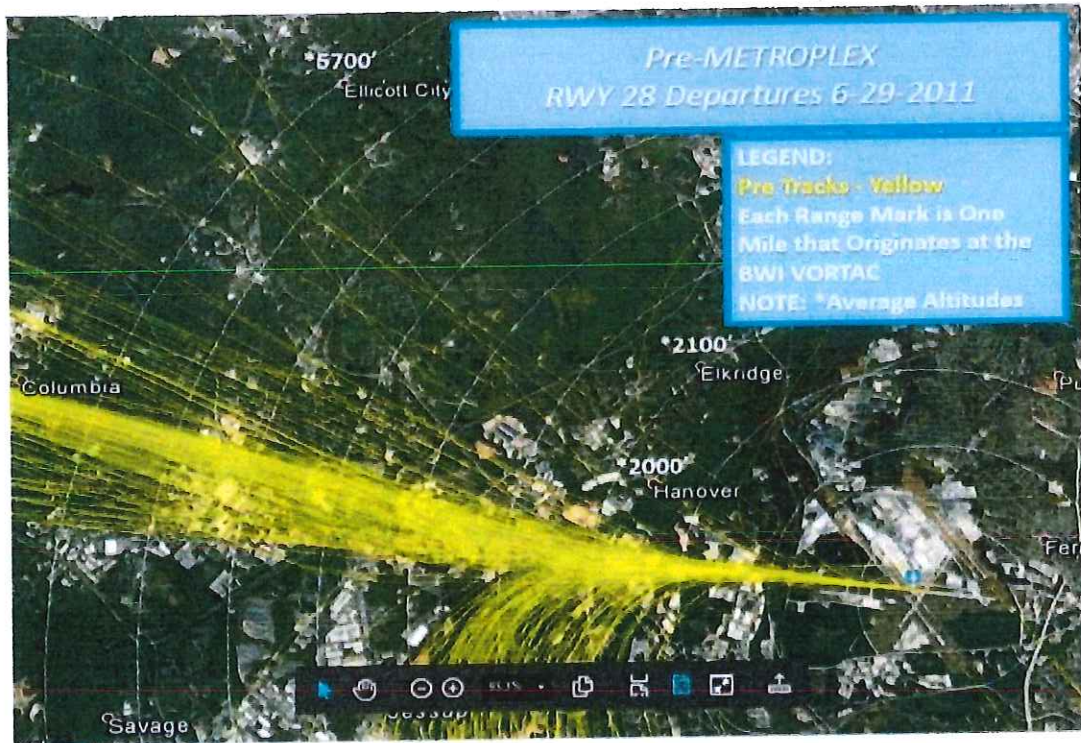 Pre-METROPLEX
RWY 28 Departures 6-29-2011
LEGEND:
Pre Tracks - Yellow
Each Range Mark is One
Mile that Originates at the
BWI VORTAC
NOTE: *Average Altitudes
*5700'
Ellicott City
*2100'
Elkridge
Columbia
*2000'
Hanover
Savage